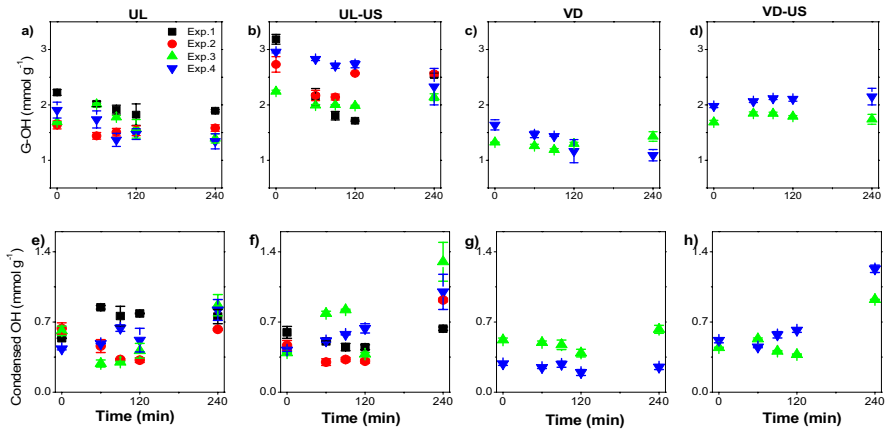 UL UL-US VD VD-US
a) b) c) d)
Exp.1
Exp.2
Exp.3
Exp.4
G-OH (mmol g⁻¹)
3 3 3 3
2 2 2 2
1 1 1 1
0 120 240 0 120 240 0 120 240 0 120 240
e) f) g) h)
Condensed OH (mmol g⁻¹)
1.4 1.4 1.4 1.4
0.7 0.7 0.7 0.7
0.0 0.0 0.0 0.0
0 120 240 0 120 240 0 120 240 0 120 240
Time (min) Time (min) Time (min) Time (min)